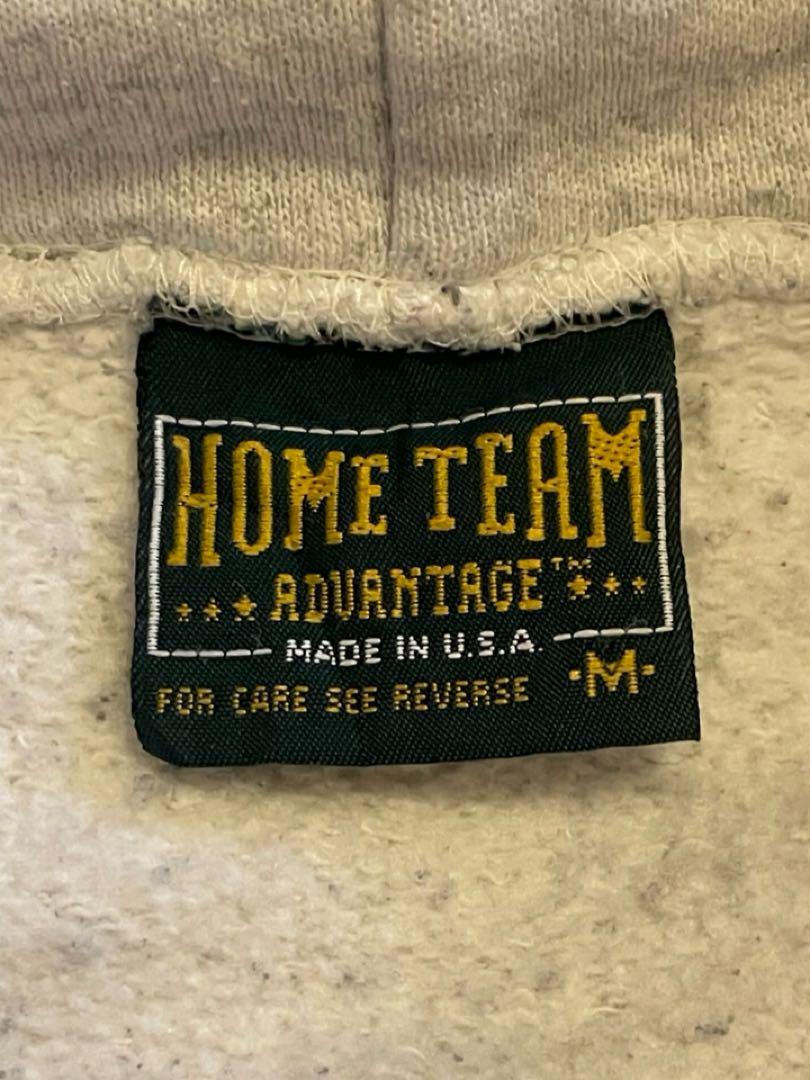 HOME TEAM
ADVANTAGE™
MADE IN U.S.A.
FOR CARE SEE REVERSE -M-